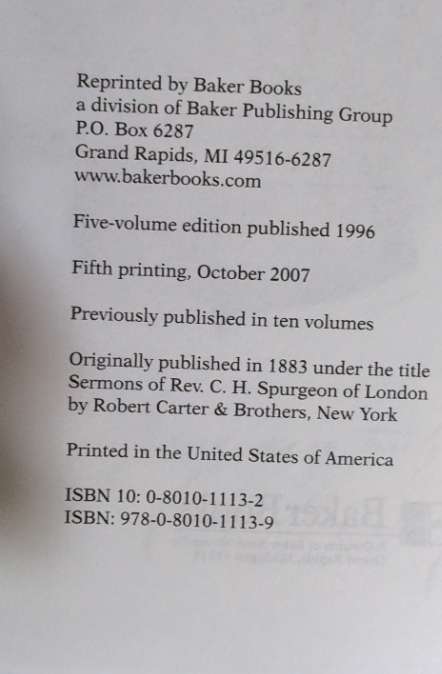 Reprinted by Baker Books
a division of Baker Publishing Group
P.O. Box 6287
Grand Rapids, MI 49516-6287
www.bakerbooks.com
Five-volume edition published 1996
Fifth printing, October 2007
Previously published in ten volumes
Originally published in 1883 under the title
Sermons of Rev. C. H. Spurgeon of London
by Robert Carter & Brothers, New York
Printed in the United States of America
ISBN 10: 0-8010-1113-2
ISBN: 978-0-8010-1113-9